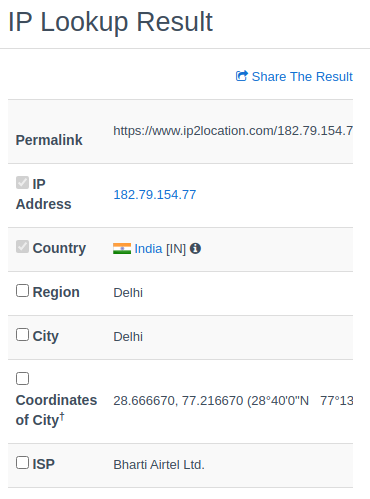 IP Lookup Result
Share The Result
Permalink https://www.ip2location.com/182.79.154.7
IP Address 182.79.154.77
Country India [IN]
Region Delhi
City Delhi
Coordinates of City† 28.666670, 77.216670 (28°40'0"N 77°13
ISP Bharti Airtel Ltd.